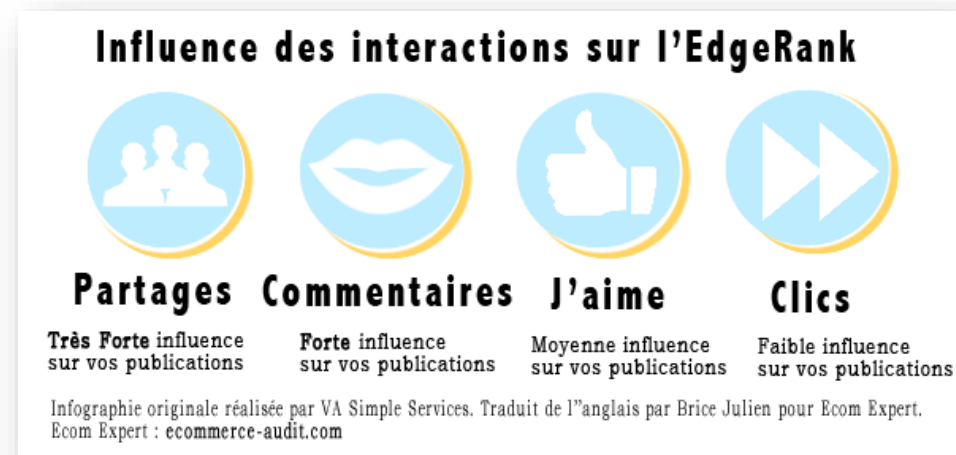 Influence des interactions sur l'EdgeRank
Partages Commentaires J'aime Clics
Très Forte influence
sur vos publications
Forte influence
sur vos publications
Moyenne influence
sur vos publications
Faible influence
sur vos publications
Infographie originale réalisée par VA Simple Services. Traduit de l''anglais par Brice Julien pour Ecom Expert.
Ecom Expert : ecommerce-audit.com